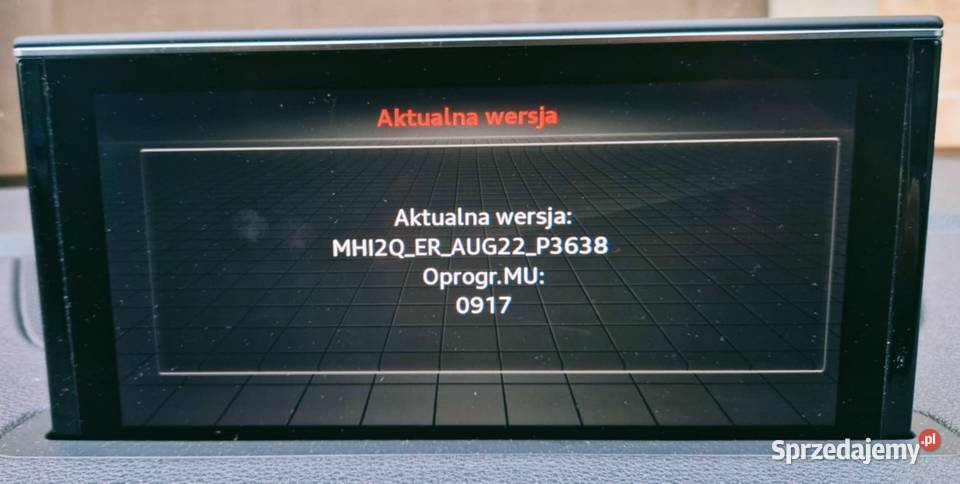 Aktualna wersja
Aktualna wersja:
MHI2Q_ER_AUG22_P3638
Oprogr.MU:
0917
Sprzedajemy.pl